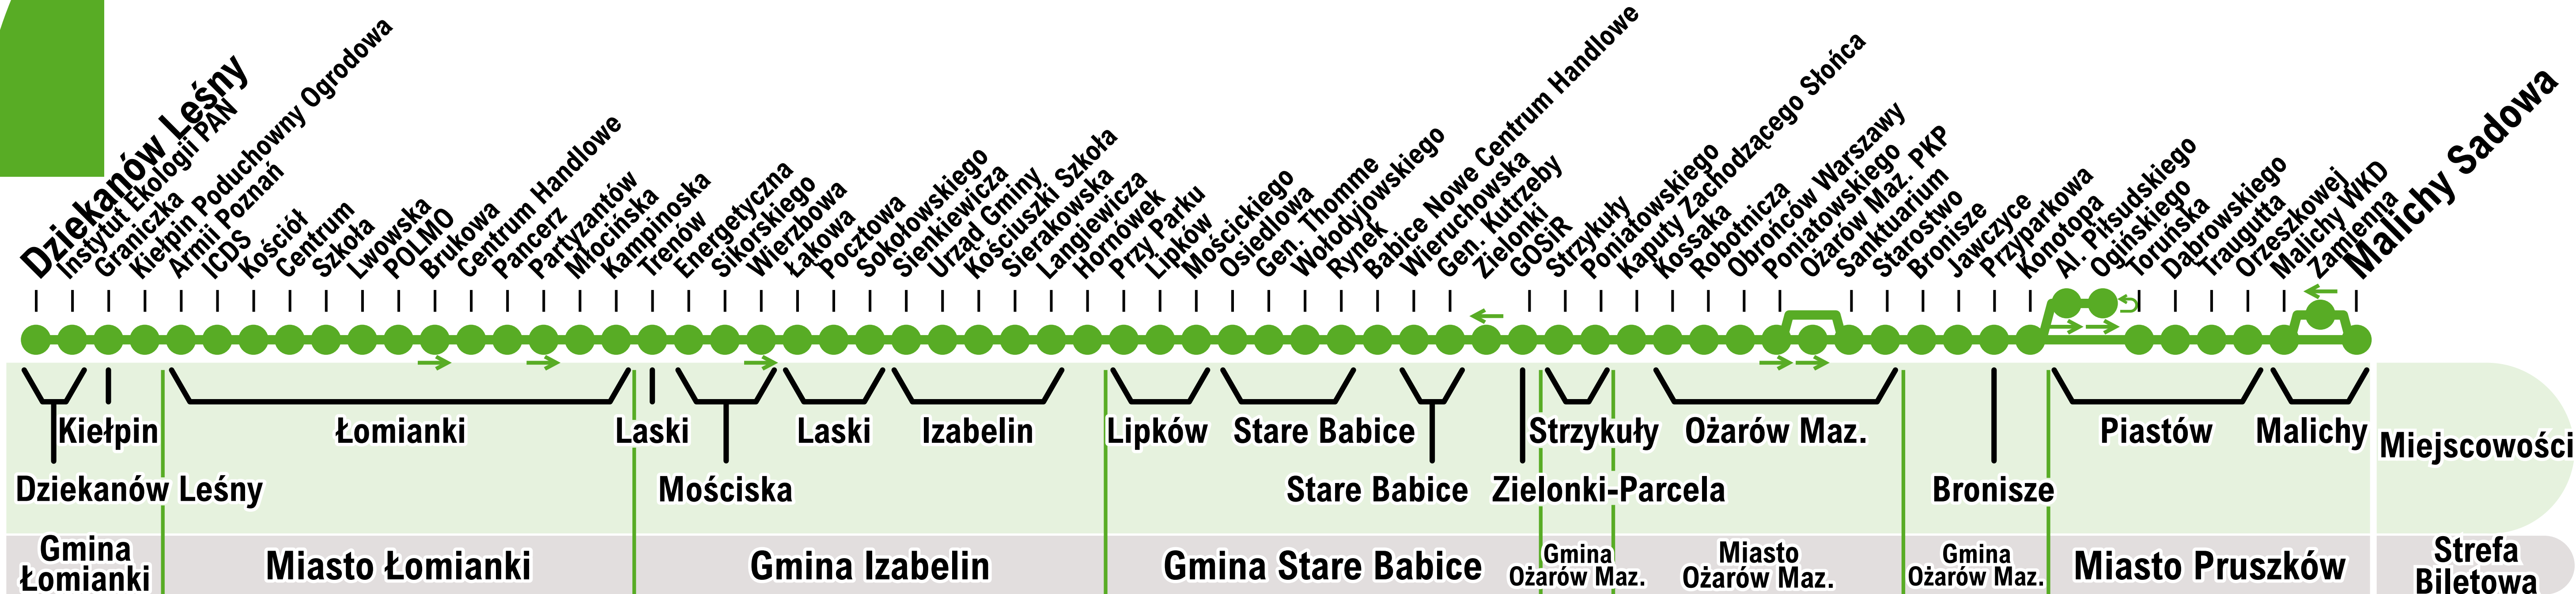 Dziekanów Leśny
Instytut Ekologii PAN
Graniczka
Kiełpin Poduchowny Ogrodowa
Armii Poznań
ICDS
Kościół
Centrum
Szkoła
Lwowska
POLMO
Brukowa
Centrum Handlowe
Pancerz
Partyzantów
Młocińska
Kampinoska
Trenów
Energetyczna
Sikorskiego
Wierzbowa
Łąkowa
Pocztowa
Sokołowskiego
Sienkiewicza
Urząd Gminy
Kościuszki Szkoła
Sierakowska
Langiewicza
Hornówek
Przy Parku
Lipków
Mościckiego
Osiedlowa
Gen. Thomme
Wołodyjowskiego
Rynek
Babice Nowe Centrum Handlowe
Wieruchowska
Gen. Kutrzeby
Zielonki
GOSiR
Strzykuły
Poniatowskiego
Kaputy Zachodzącego Słońca
Kossaka
Robotnicza
Obrońców Warszawy
Poniatowskiego
Ożarów Maz. PKP
Sanktuarium
Starostwo
Bronisze
Jawczyce
Przyparkowa
Konotopa
Al. Piłsudskiego
Ogińskiego
Toruńska
Dąbrowskiego
Traugutta
Orzeszkowej
Malichy WKD
Zamienna
Malichy Sadowa
Kiełpin
Łomianki
Laski
Laski
Izabelin
Lipków
Stare Babice
Strzykuły
Ożarów Maz.
Piastów
Malichy
Miejscowości
Dziekanów Leśny
Mościska
Stare Babice
Zielonki-Parcela
Bronisze
Gmina
Łomianki
Miasto Łomianki
Gmina Izabelin
Gmina Stare Babice
Gmina
Ożarów Maz.
Miasto
Ożarów Maz.
Gmina
Ożarów Maz.
Miasto Pruszków
Strefa
Biletowa